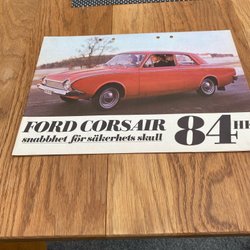 FORD CORSAIR 84 HK
snabbhet för säkerhets skull